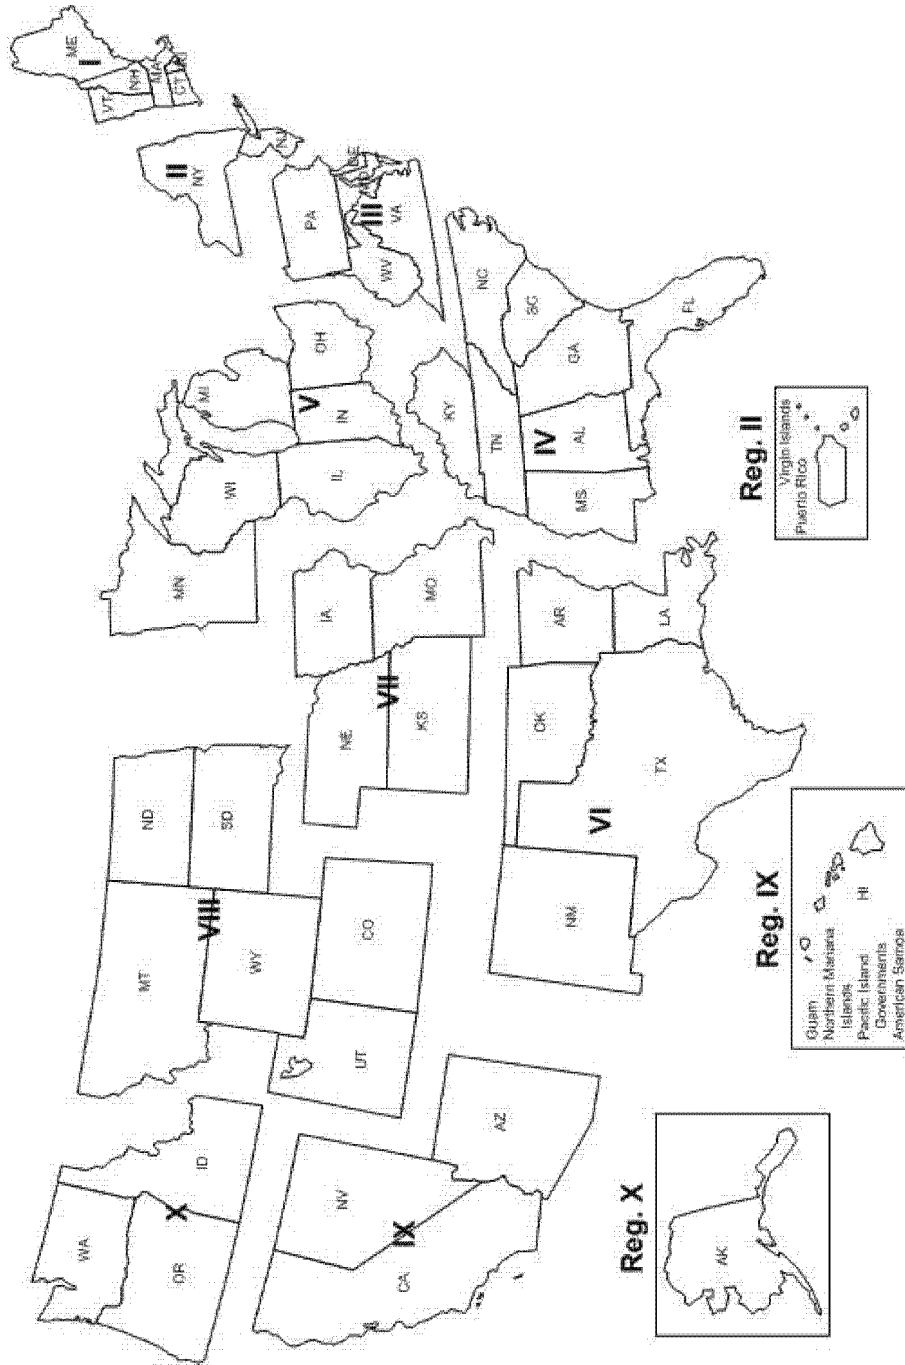 WA
OR
ID
X
MT
ND
SD
VIII
WY
UT
CO
NV
CA
IX
AZ
NE
IA
VII
KS
MO
NM
OK
AR
VI
TX
LA
MN
WI
MI
IL
IN
OH
V
KY
TN
NC
SC
IV
MS
AL
GA
FL
PA
WV
VA
III
NY
II
NJ
VT
NH
ME
I
MA
CT
RI
Reg. X
AK
Reg. IX
Guam
Northern Mariana
Islands
Pacific Island
Governments
American Samoa
HI
Reg. II
Virgin Islands
Puerto Rico